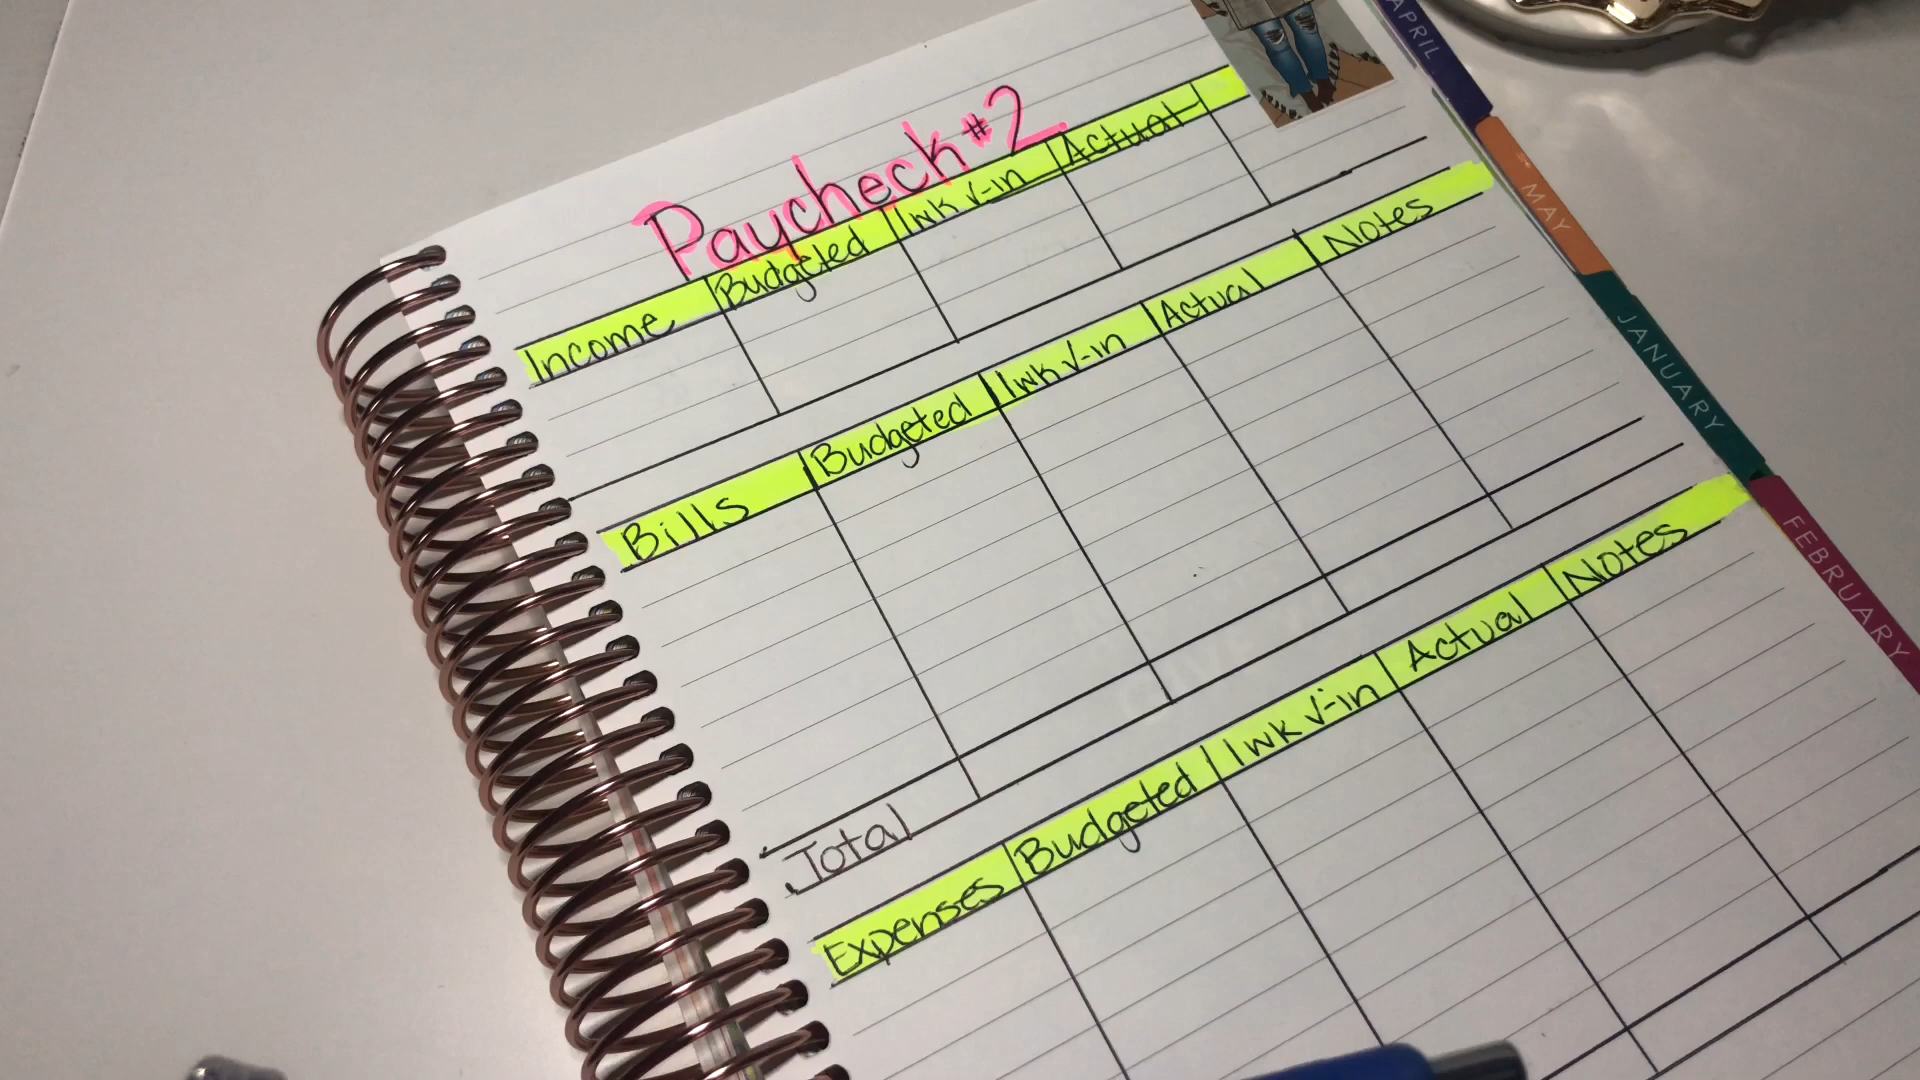 Paycheck #2
Income Budgeted 1wk √-in Actual
Bills Budgeted 1wk √-in Actual Notes
Total
Expenses Budgeted 1wk √-in Actual Notes
APRIL
MAY
JANUARY
FEBRUARY